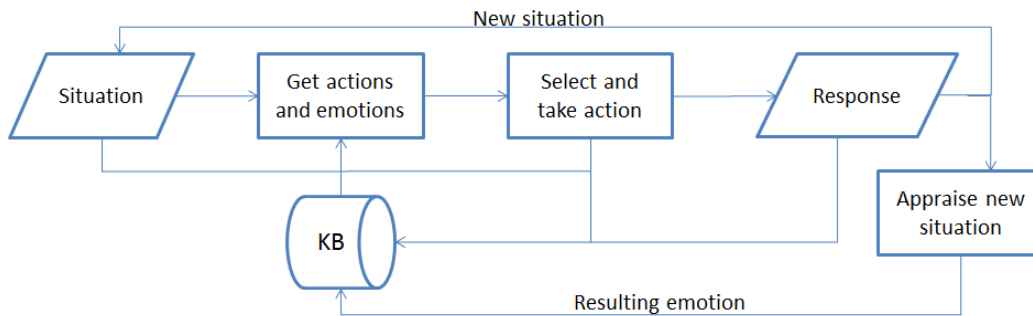 New situation
Situation
Get actions
and emotions
Select and
take action
Response
Appraise new
situation
KB
Resulting emotion